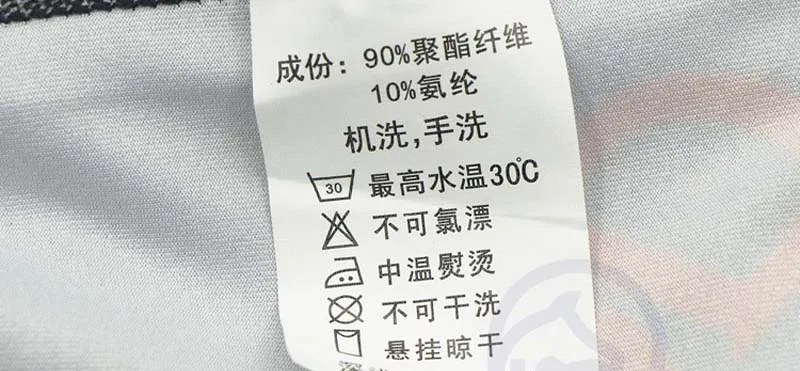 成份：90%聚酯纤维
10%氨纶
机洗,手洗
30 最高水温30℃
不可氯漂
中温熨烫
不可干洗
悬挂晾干